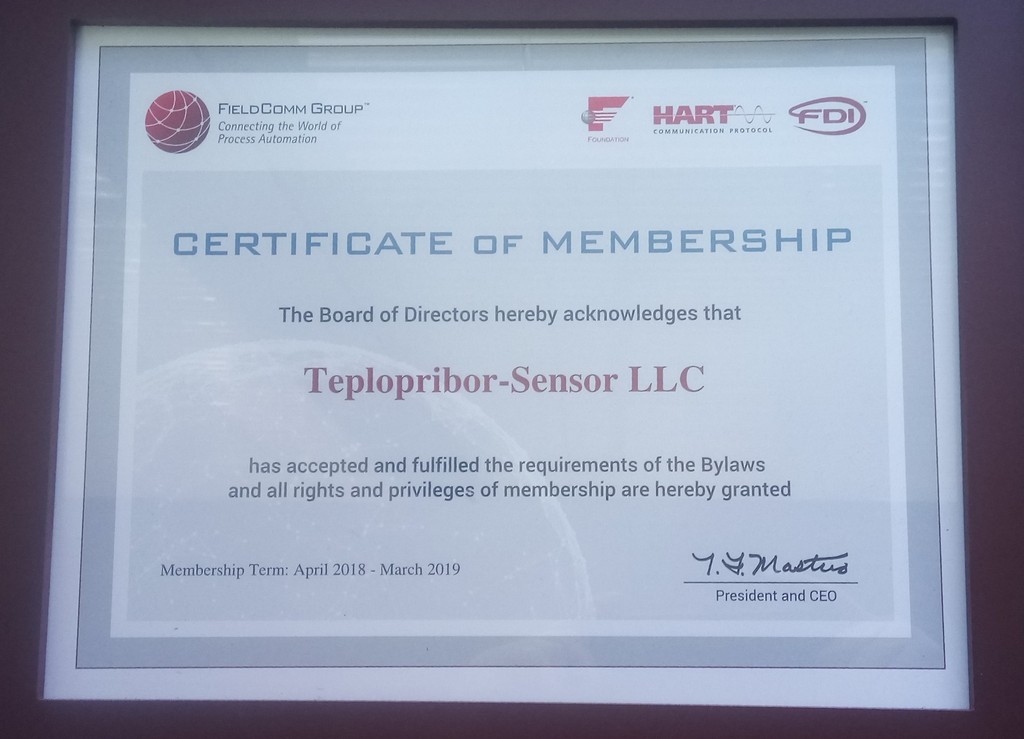 FIELDCOMM GROUP™
Connecting the World of
Process Automation
FOUNDATION
HART
COMMUNICATION PROTOCOL
FDI
CERTIFICATE OF MEMBERSHIP
The Board of Directors hereby acknowledges that
Teplopribor-Sensor LLC
has accepted and fulfilled the requirements of the Bylaws
and all rights and privileges of membership are hereby granted
Membership Term: April 2018 - March 2019
President and CEO